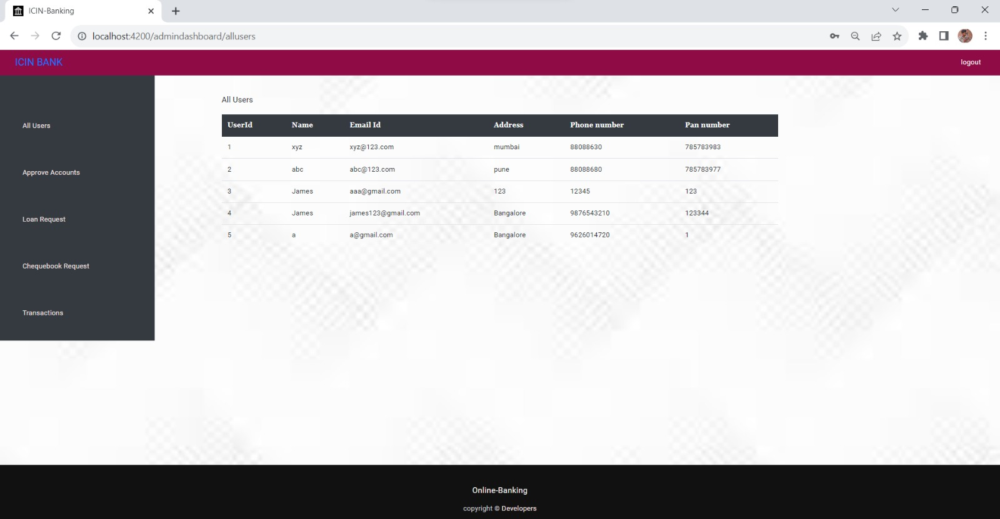 ICIN-Banking
localhost:4200/admindashboard/allusers
ICIN BANK
logout
All Users
Approve Accounts
Loan Request
Chequebook Request
Transactions
All Users
UserId Name Email Id Address Phone number Pan number
1 xyz xyz@123.com mumbai 88088630 785783983
2 abc abc@123.com pune 88088680 785783977
3 James aaa@gmail.com 123 12345 123
4 James james123@gmail.com Bangalore 9876543210 123344
5 a a@gmail.com Bangalore 9626014720 1
Online-Banking
copyright © Developers